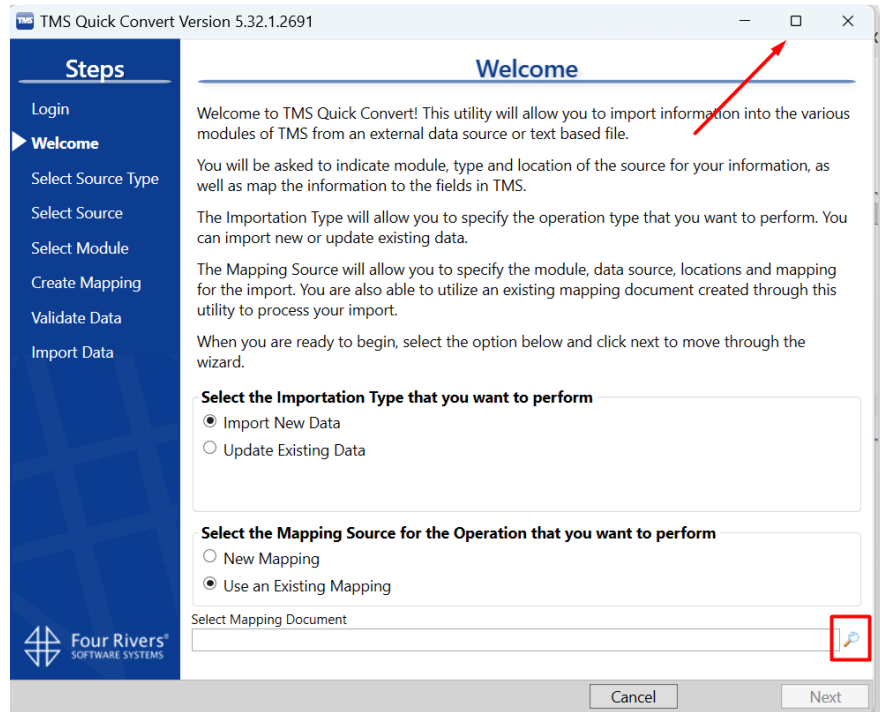 TMS TMS Quick Convert Version 5.32.1.2691
Steps
Login
Welcome
Select Source Type
Select Source
Select Module
Create Mapping
Validate Data
Import Data
Four Rivers®
SOFTWARE SYSTEMS
Welcome
Welcome to TMS Quick Convert! This utility will allow you to import information into the various
modules of TMS from an external data source or text based file.
You will be asked to indicate module, type and location of the source for your information, as
well as map the information to the fields in TMS.
The Importation Type will allow you to specify the operation type that you want to perform. You
can import new or update existing data.
The Mapping Source will allow you to specify the module, data source, locations and mapping
for the import. You are also able to utilize an existing mapping document created through this
utility to process your import.
When you are ready to begin, select the option below and click next to move through the
wizard.
Select the Importation Type that you want to perform
Import New Data
Update Existing Data
Select the Mapping Source for the Operation that you want to perform
New Mapping
Use an Existing Mapping
Select Mapping Document
Cancel
Next